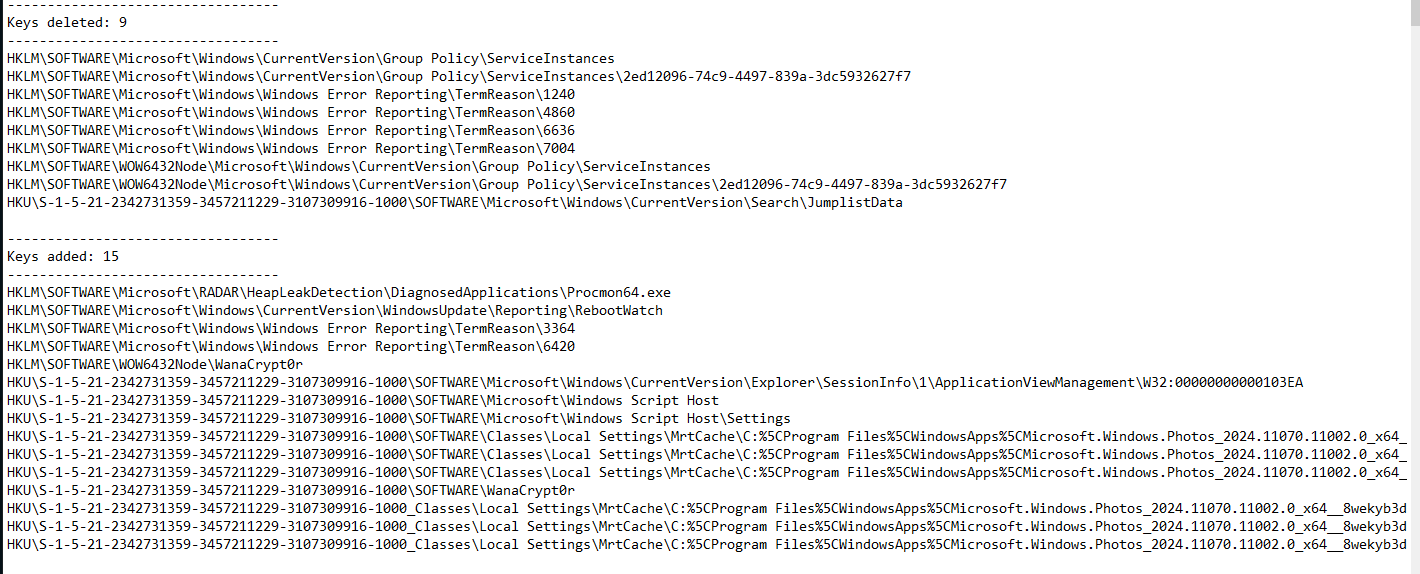 ----------------------------------
Keys deleted: 9
----------------------------------
HKLM\SOFTWARE\Microsoft\Windows\CurrentVersion\Group Policy\ServiceInstances
HKLM\SOFTWARE\Microsoft\Windows\CurrentVersion\Group Policy\ServiceInstances\2ed12096-74c9-4497-839a-3dc5932627f7
HKLM\SOFTWARE\Microsoft\Windows\Windows Error Reporting\TermReason\1240
HKLM\SOFTWARE\Microsoft\Windows\Windows Error Reporting\TermReason\4860
HKLM\SOFTWARE\Microsoft\Windows\Windows Error Reporting\TermReason\6636
HKLM\SOFTWARE\Microsoft\Windows\Windows Error Reporting\TermReason\7004
HKLM\SOFTWARE\WOW6432Node\Microsoft\Windows\CurrentVersion\Group Policy\ServiceInstances
HKLM\SOFTWARE\WOW6432Node\Microsoft\Windows\CurrentVersion\Group Policy\ServiceInstances\2ed12096-74c9-4497-839a-3dc5932627f7
HKU\S-1-5-21-2342731359-3457211229-3107309916-1000\SOFTWARE\Microsoft\Windows\CurrentVersion\Search\JumplistData
----------------------------------
Keys added: 15
----------------------------------
HKLM\SOFTWARE\Microsoft\RADAR\HeapLeakDetection\DiagnosedApplications\Procmon64.exe
HKLM\SOFTWARE\Microsoft\Windows\CurrentVersion\WindowsUpdate\Reporting\RebootWatch
HKLM\SOFTWARE\Microsoft\Windows\Windows Error Reporting\TermReason\3364
HKLM\SOFTWARE\Microsoft\Windows\Windows Error Reporting\TermReason\6420
HKLM\SOFTWARE\WOW6432Node\WanaCrypt0r
HKU\S-1-5-21-2342731359-3457211229-3107309916-1000\SOFTWARE\Microsoft\Windows\CurrentVersion\Explorer\SessionInfo\1\ApplicationViewManagement\W32:00000000000103EA
HKU\S-1-5-21-2342731359-3457211229-3107309916-1000\SOFTWARE\Microsoft\Windows Script Host
HKU\S-1-5-21-2342731359-3457211229-3107309916-1000\SOFTWARE\Microsoft\Windows Script Host\Settings
HKU\S-1-5-21-2342731359-3457211229-3107309916-1000\SOFTWARE\Classes\Local Settings\MrtCache\C:%5CProgram Files%5CWindowsApps%5CMicrosoft.Windows.Photos_2024.11070.11002.0_x64_
HKU\S-1-5-21-2342731359-3457211229-3107309916-1000\SOFTWARE\Classes\Local Settings\MrtCache\C:%5CProgram Files%5CWindowsApps%5CMicrosoft.Windows.Photos_2024.11070.11002.0_x64_
HKU\S-1-5-21-2342731359-3457211229-3107309916-1000\SOFTWARE\Classes\Local Settings\MrtCache\C:%5CProgram Files%5CWindowsApps%5CMicrosoft.Windows.Photos_2024.11070.11002.0_x64_
HKU\S-1-5-21-2342731359-3457211229-3107309916-1000\SOFTWARE\WanaCrypt0r
HKU\S-1-5-21-2342731359-3457211229-3107309916-1000_Classes\Local Settings\MrtCache\C:%5CProgram Files%5CWindowsApps%5CMicrosoft.Windows.Photos_2024.11070.11002.0_x64__8wekyb3d
HKU\S-1-5-21-2342731359-3457211229-3107309916-1000_Classes\Local Settings\MrtCache\C:%5CProgram Files%5CWindowsApps%5CMicrosoft.Windows.Photos_2024.11070.11002.0_x64__8wekyb3d
HKU\S-1-5-21-2342731359-3457211229-3107309916-1000_Classes\Local Settings\MrtCache\C:%5CProgram Files%5CWindowsApps%5CMicrosoft.Windows.Photos_2024.11070.11002.0_x64__8wekyb3d